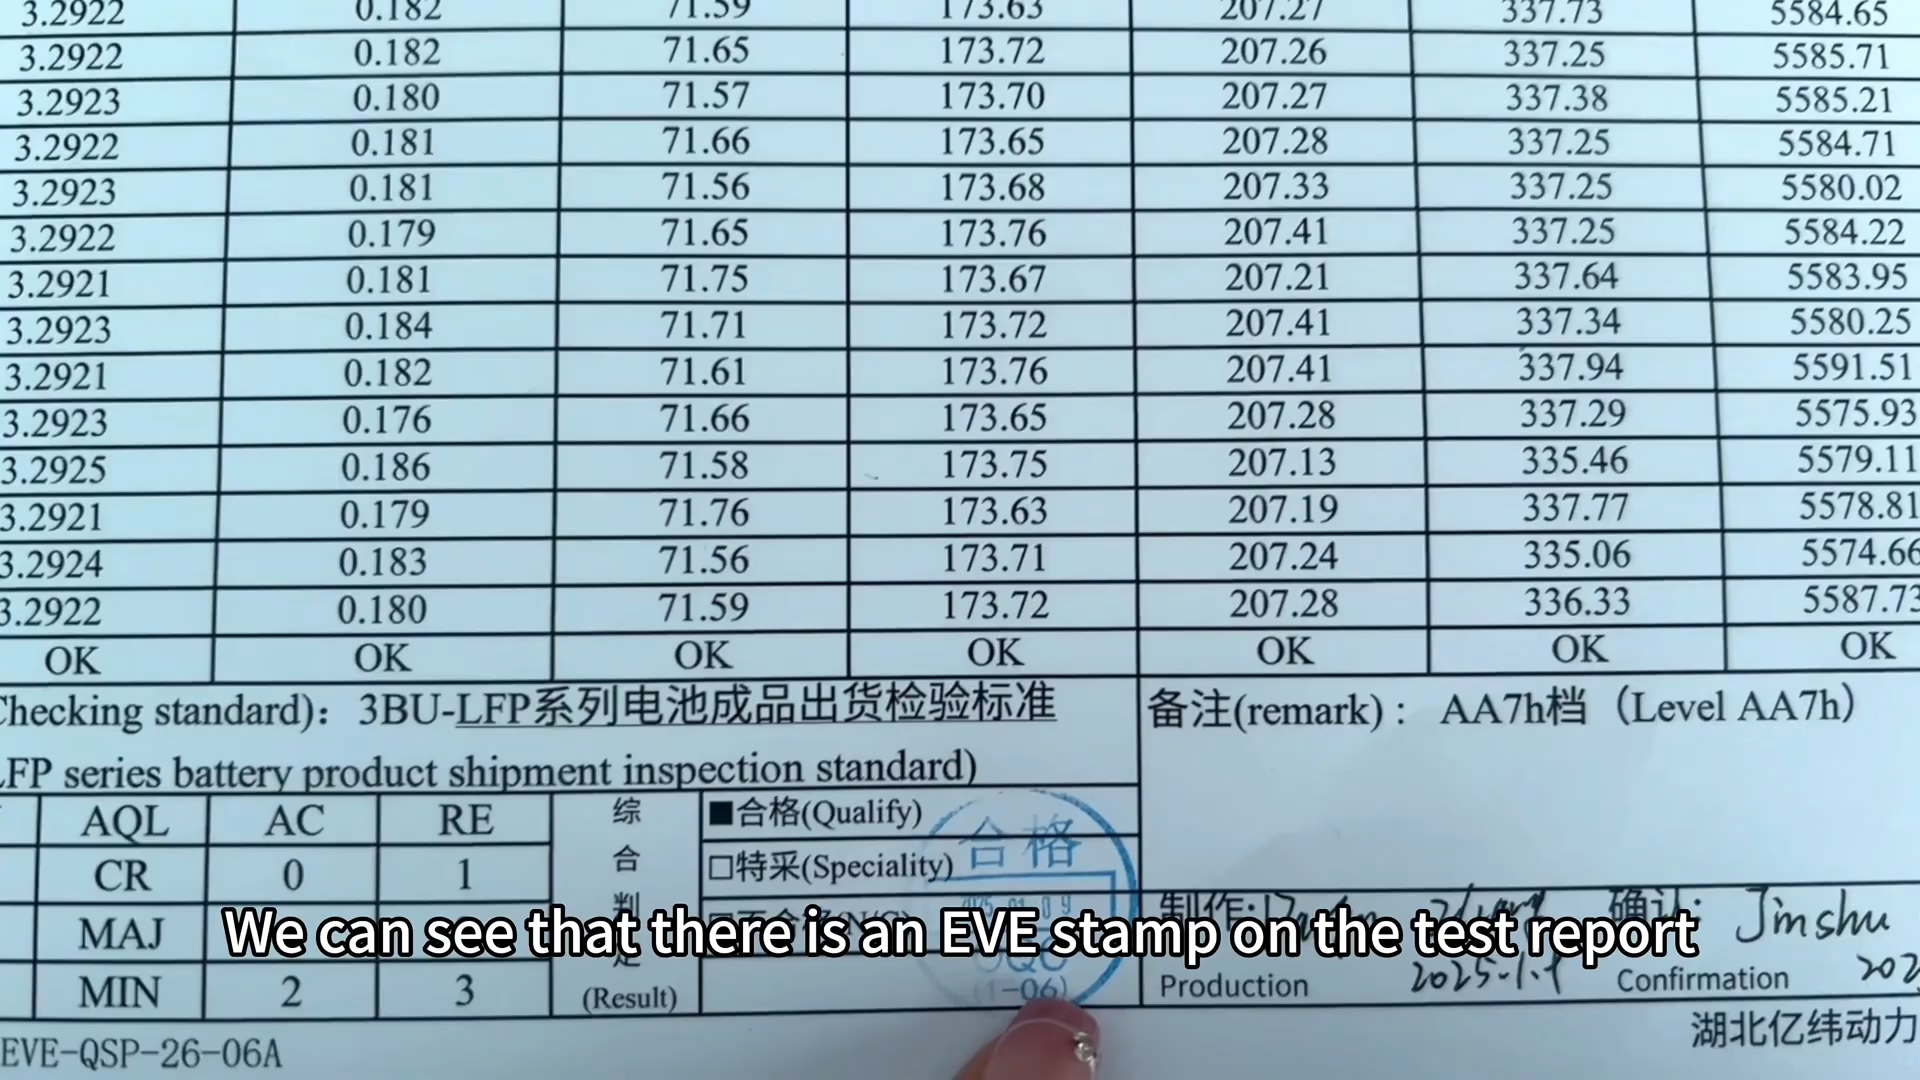 3.2922 0.182 71.59 173.63 207.27 337.73 5584.65
3.2922 0.182 71.65 173.72 207.26 337.25 5585.71
3.2923 0.180 71.57 173.70 207.27 337.38 5585.21
3.2922 0.181 71.66 173.65 207.28 337.25 5584.71
3.2923 0.181 71.56 173.68 207.33 337.25 5580.02
3.2922 0.179 71.65 173.76 207.41 337.25 5584.22
3.2921 0.181 71.75 173.67 207.21 337.64 5583.95
3.2923 0.184 71.71 173.72 207.41 337.34 5580.25
3.2921 0.182 71.61 173.76 207.41 337.94 5591.51
3.2923 0.176 71.66 173.65 207.28 337.29 5575.93
3.2925 0.186 71.58 173.75 207.13 335.46 5579.11
3.2921 0.179 71.76 173.63 207.19 337.77 5578.81
3.2924 0.183 71.56 173.71 207.24 335.06 5574.66
3.2922 0.180 71.59 173.72 207.28 336.33 5587.73
OK OK OK OK OK OK OK
Checking standard): 3BU-LFP系列电池成品出货检验标准
LFP series battery product shipment inspection standard)
备注(remark): AA7h档 (Level AA7h)
AQL AC RE
CR 0 1
MAJ
MIN 2 3
综
合
判
定
(Result)
■合格(Qualify)
□特采(Speciality)
合格
(1-06)
制作:
Production
2025.1.9
确认: Jinshu
Confirmation
202
We can see that there is an EVE stamp on the test report
EVE-QSP-26-06A
湖北亿纬动力